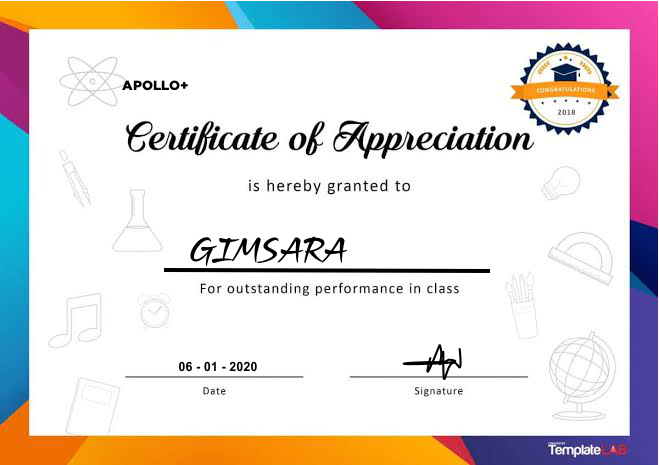 APOLLO+
CONGRATULATIONS
2018
Certificate of Appreciation
is hereby granted to
GIMSARA
For outstanding performance in class
06 - 01 - 2020
Date
Signature
TemplateLAB